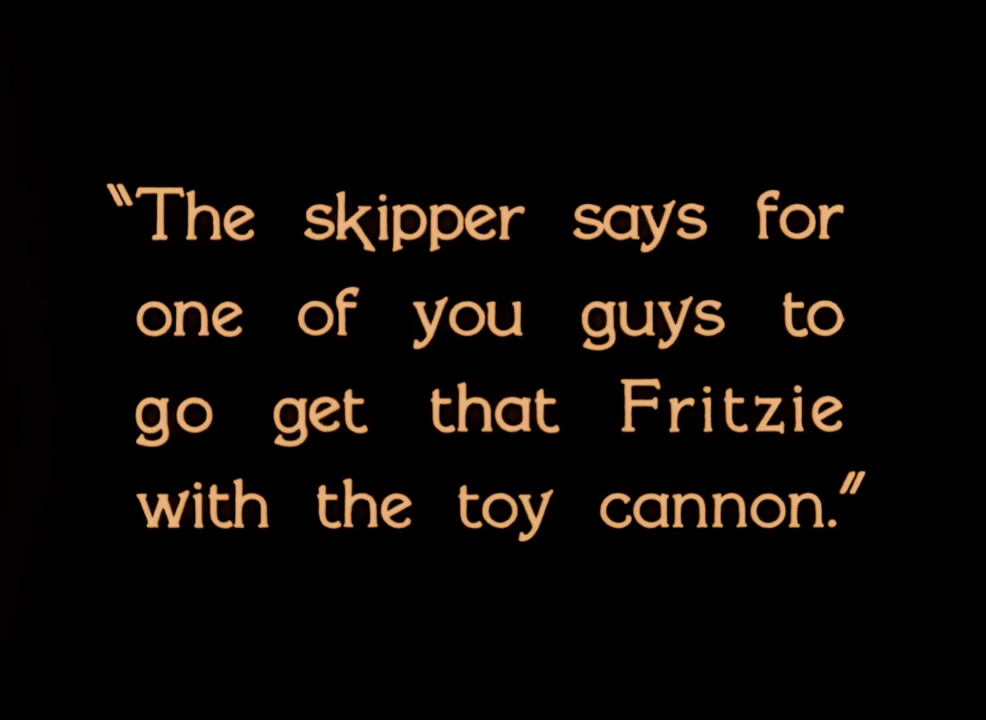 "The skipper says for
one of you guys to
go get that Fritzie
with the toy cannon."